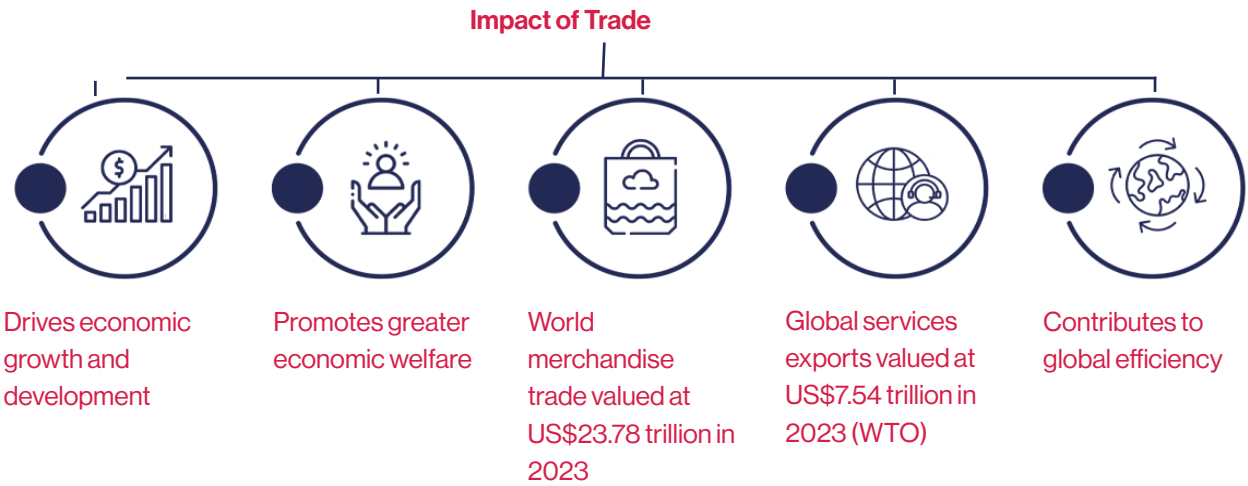 Impact of Trade
$
Drives economic
growth and
development
Promotes greater
economic welfare
World
merchandise
trade valued at
US$23.78 trillion in
2023
Global services
exports valued at
US$7.54 trillion in
2023 (WTO)
Contributes to
global efficiency